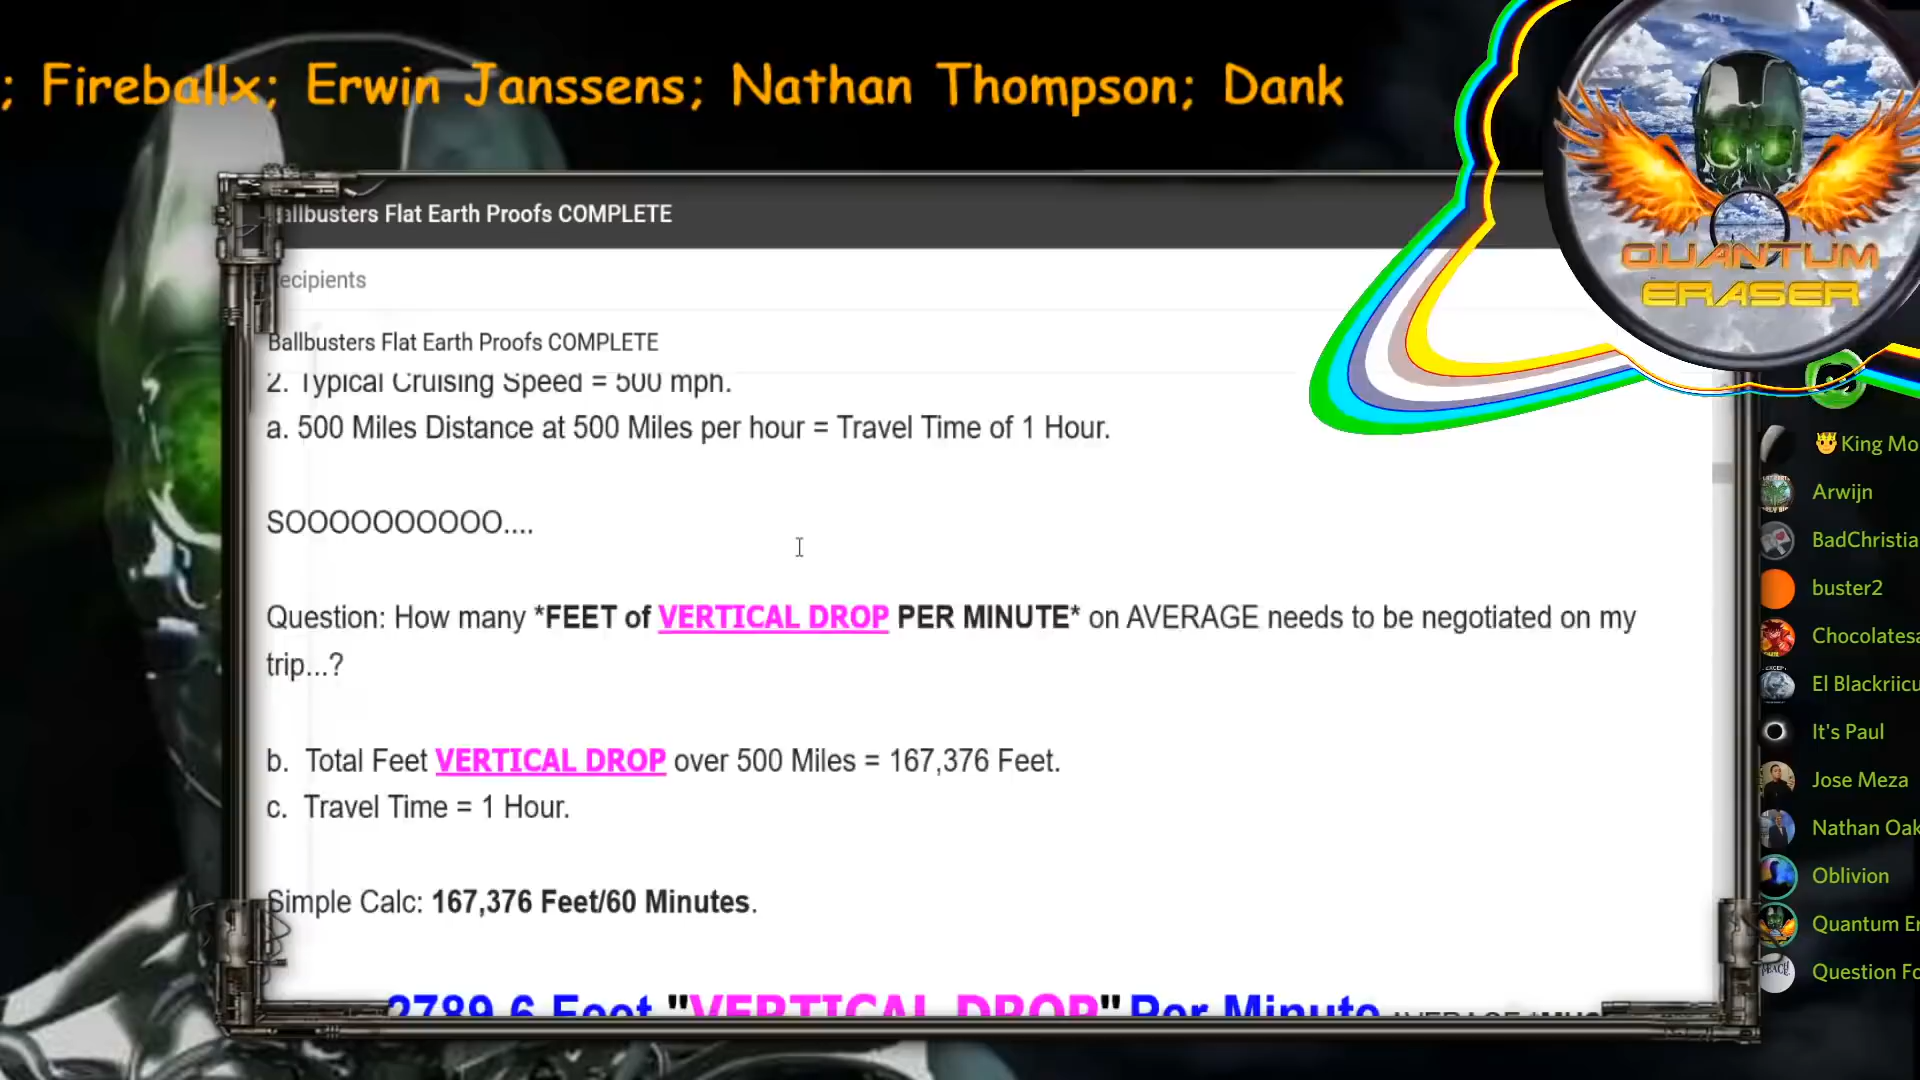 ; Fireballx; Erwin Janssens; Nathan Thompson; Dank
allbusters Flat Earth Proofs COMPLETE
ecipients
Ballbusters Flat Earth Proofs COMPLETE
2. Typical Cruising Speed = 500 mph.
a. 500 Miles Distance at 500 Miles per hour = Travel Time of 1 Hour.
SOOOOOOOOOO....
Question: How many *FEET of VERTICAL DROP PER MINUTE* on AVERAGE needs to be negotiated on my
trip...?
b. Total Feet VERTICAL DROP over 500 Miles = 167,376 Feet.
c. Travel Time = 1 Hour.
Simple Calc: 167,376 Feet/60 Minutes.
2789.6 Feet "VERTICAL DROP" Per Minute
QUANTUM
ERASER
King Mo
Arwijn
BadChristia
buster2
Chocolatesa
El Blackriicu
It's Paul
Jose Meza
Nathan Oak
Oblivion
Quantum Er
Question Fo